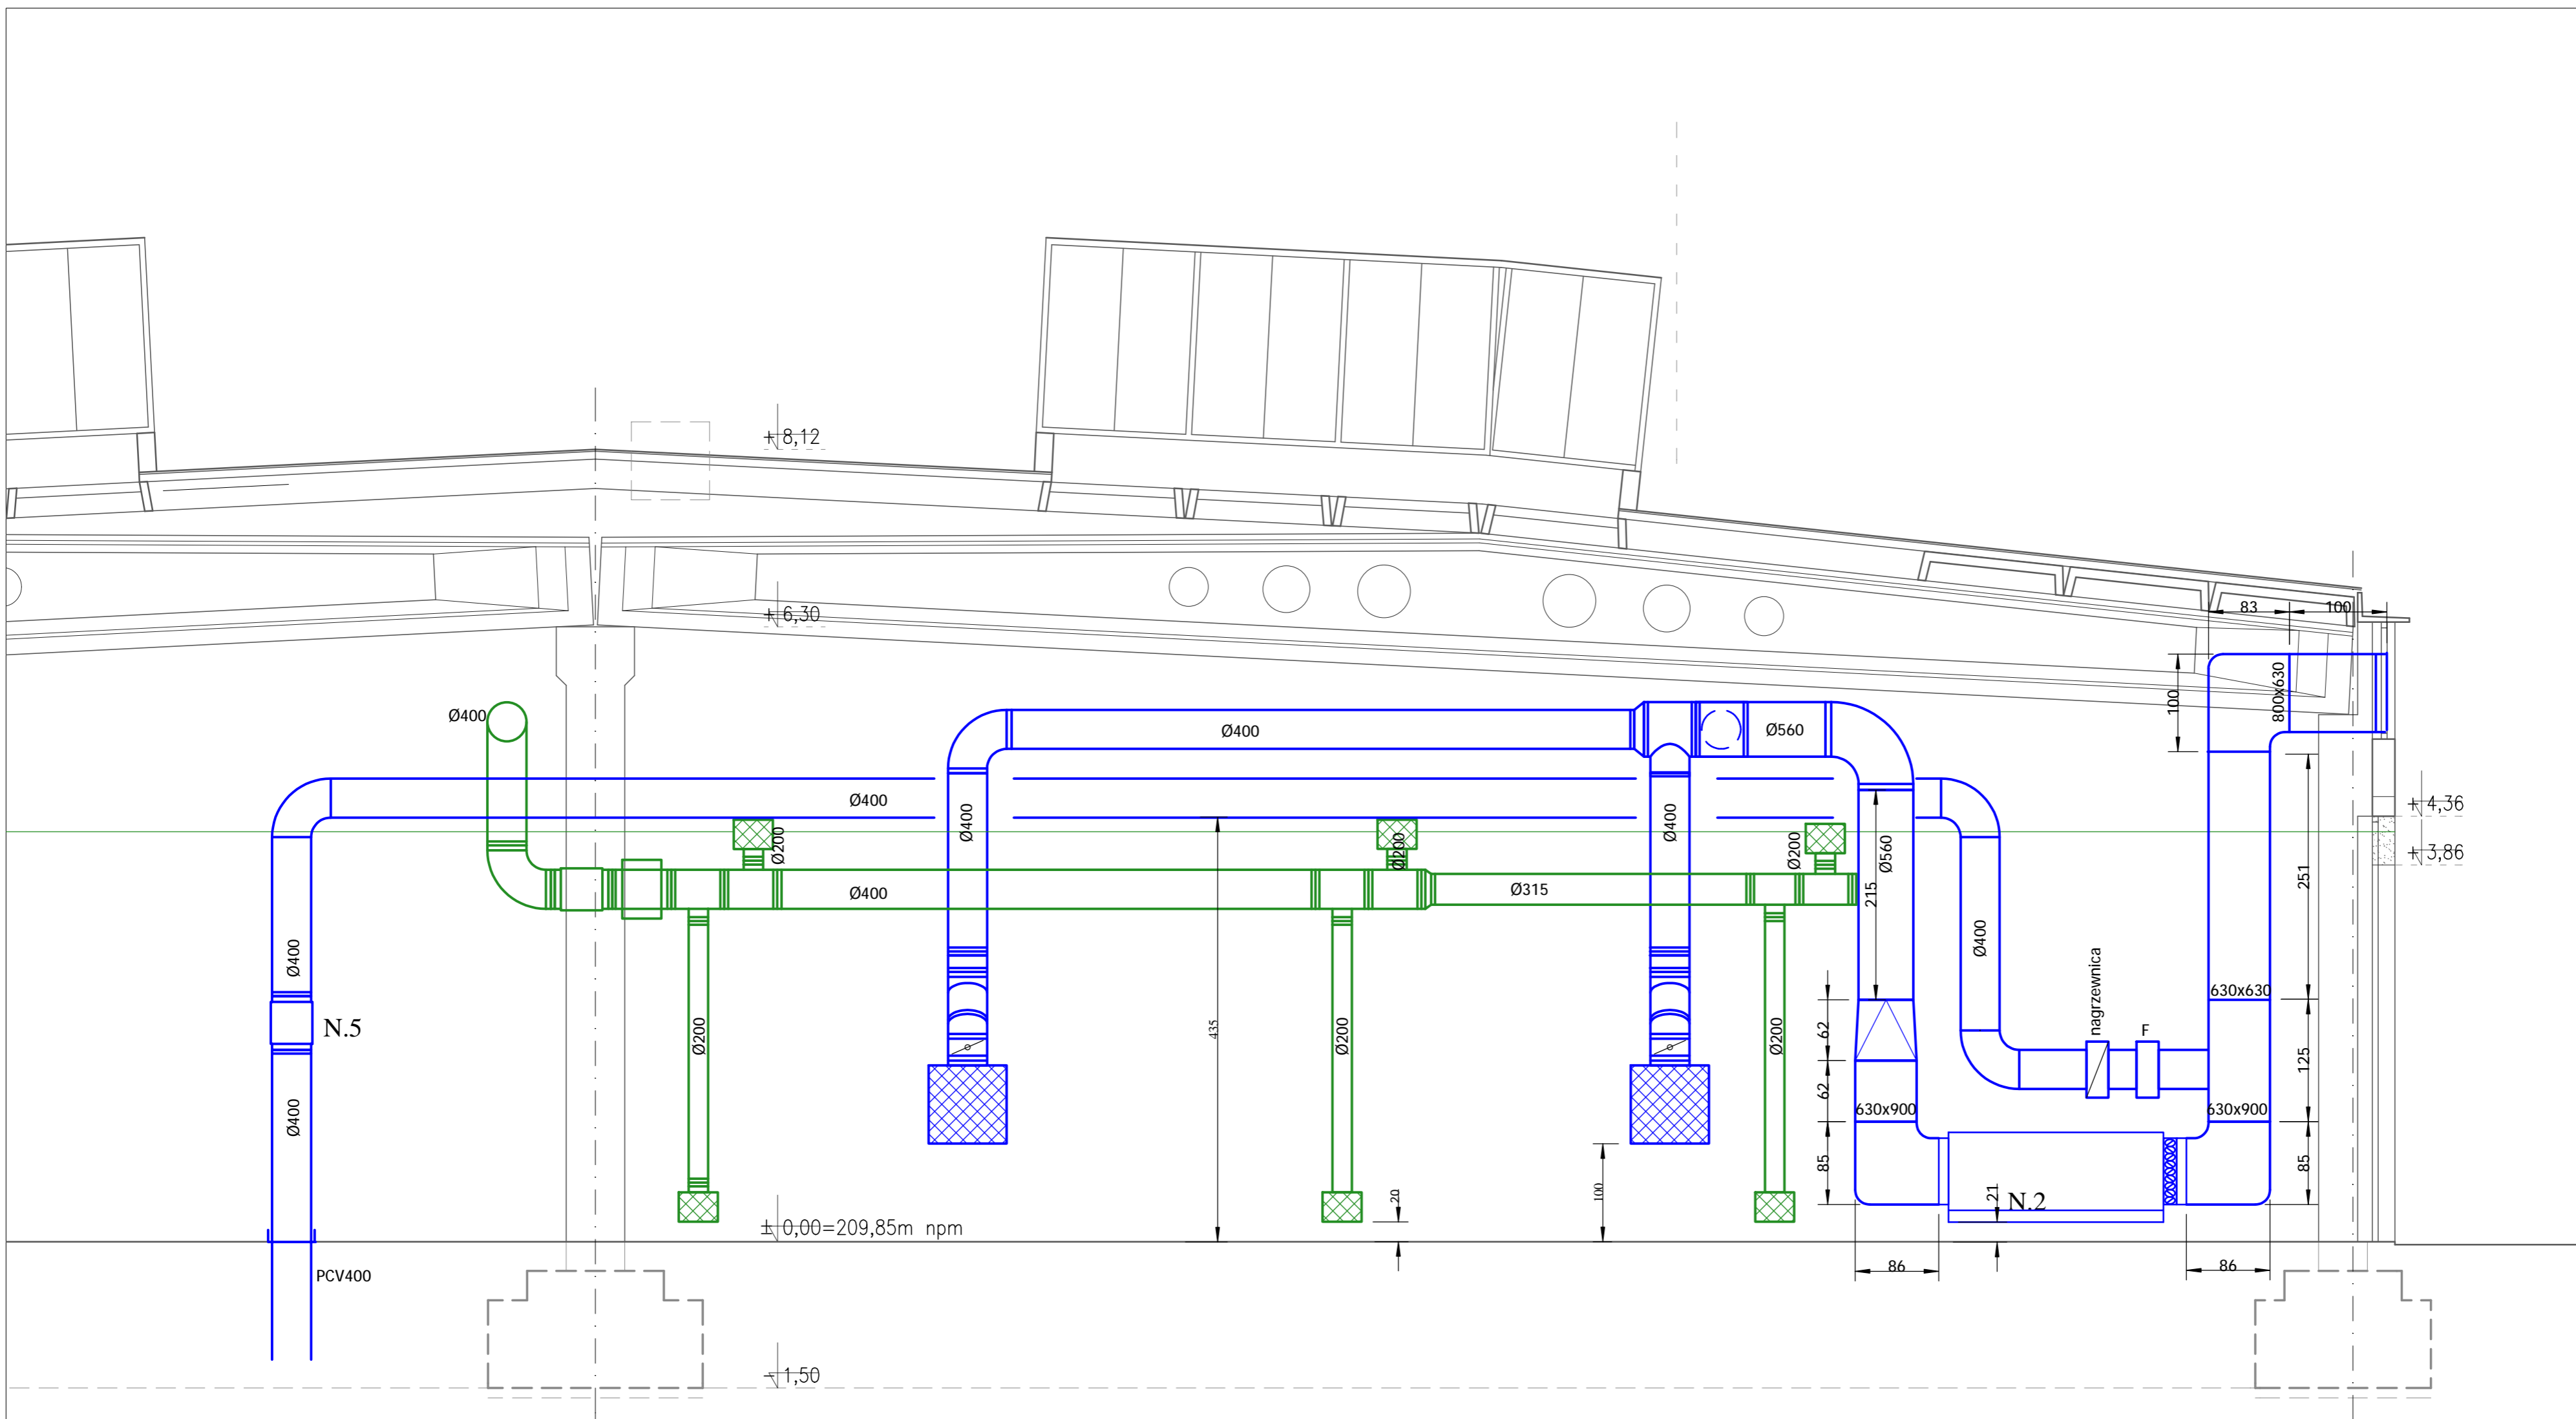 + 8,12
+ 6,30
83
100
100
800x630
Ø400
Ø400
Ø560
Ø400
Ø400
Ø400
Ø200
Ø200
Ø200
Ø560
215
+ 4,36
+ 3,86
251
Ø400
Ø315
Ø400
Ø400
nagrzewnica
F
630x630
N.5
Ø200
435
Ø200
Ø200
62
125
Ø400
62
630x900
630x900
85
85
100
20
21
N.2
± 0,00=209,85m npm
PCV400
86
86
- 1,50